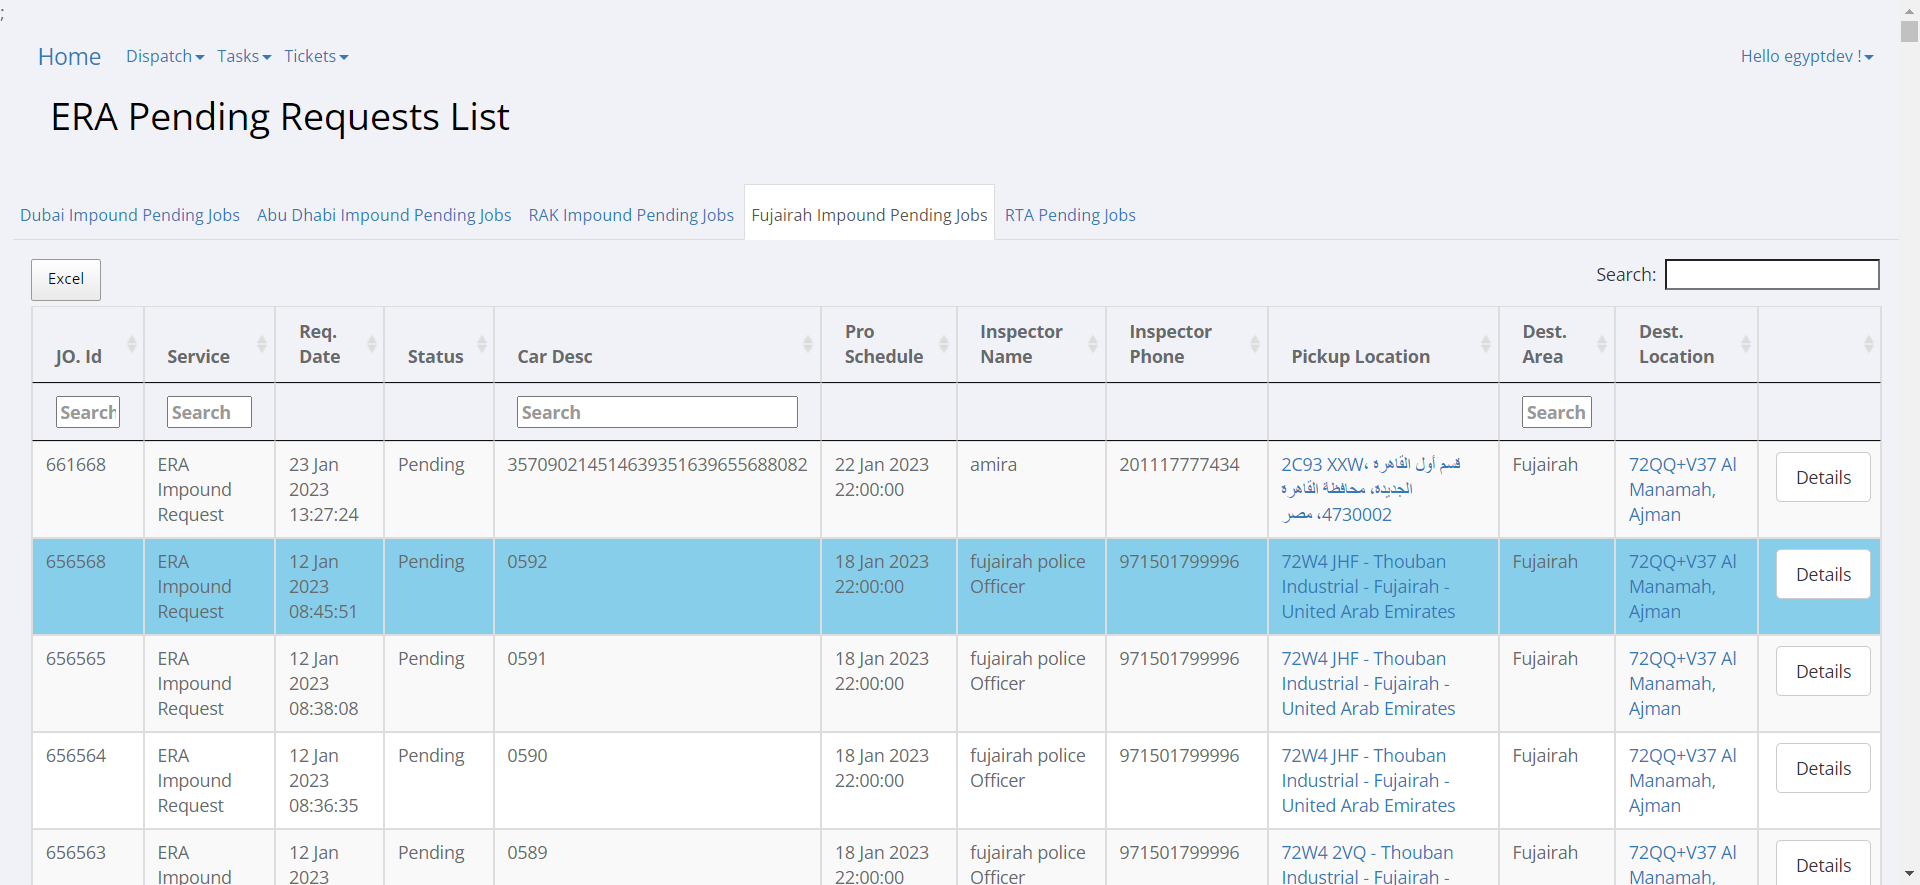 ;
Home Dispatch Tasks Tickets Hello egyptdev !
ERA Pending Requests List
Dubai Impound Pending Jobs Abu Dhabi Impound Pending Jobs RAK Impound Pending Jobs Fujairah Impound Pending Jobs RTA Pending Jobs
Excel Search:
JO. Id Service Req. Date Status Car Desc Pro Schedule Inspector Name Inspector Phone Pickup Location Dest. Area Dest. Location
Search Search Search Search
661668 ERA Impound Request 23 Jan 2023 13:27:24 Pending 357090214514639351639655688082 22 Jan 2023 22:00:00 amira 201117777434 2C93 XXW، قسم أول القاهرة الجديدة، محافظة القاهرة 4730002، مصر Fujairah 72QQ+V37 Al Manamah, Ajman Details
656568 ERA Impound Request 12 Jan 2023 08:45:51 Pending 0592 18 Jan 2023 22:00:00 fujairah police Officer 971501799996 72W4 JHF - Thouban Industrial - Fujairah - United Arab Emirates Fujairah 72QQ+V37 Al Manamah, Ajman Details
656565 ERA Impound Request 12 Jan 2023 08:38:08 Pending 0591 18 Jan 2023 22:00:00 fujairah police Officer 971501799996 72W4 JHF - Thouban Industrial - Fujairah - United Arab Emirates Fujairah 72QQ+V37 Al Manamah, Ajman Details
656564 ERA Impound Request 12 Jan 2023 08:36:35 Pending 0590 18 Jan 2023 22:00:00 fujairah police Officer 971501799996 72W4 JHF - Thouban Industrial - Fujairah - United Arab Emirates Fujairah 72QQ+V37 Al Manamah, Ajman Details
656563 ERA Impound 12 Jan 2023 Pending 0589 18 Jan 2023 22:00:00 fujairah police Officer 971501799996 72W4 2VQ - Thouban Industrial - Fujairah - Fujairah 72QQ+V37 Al Manamah, Details